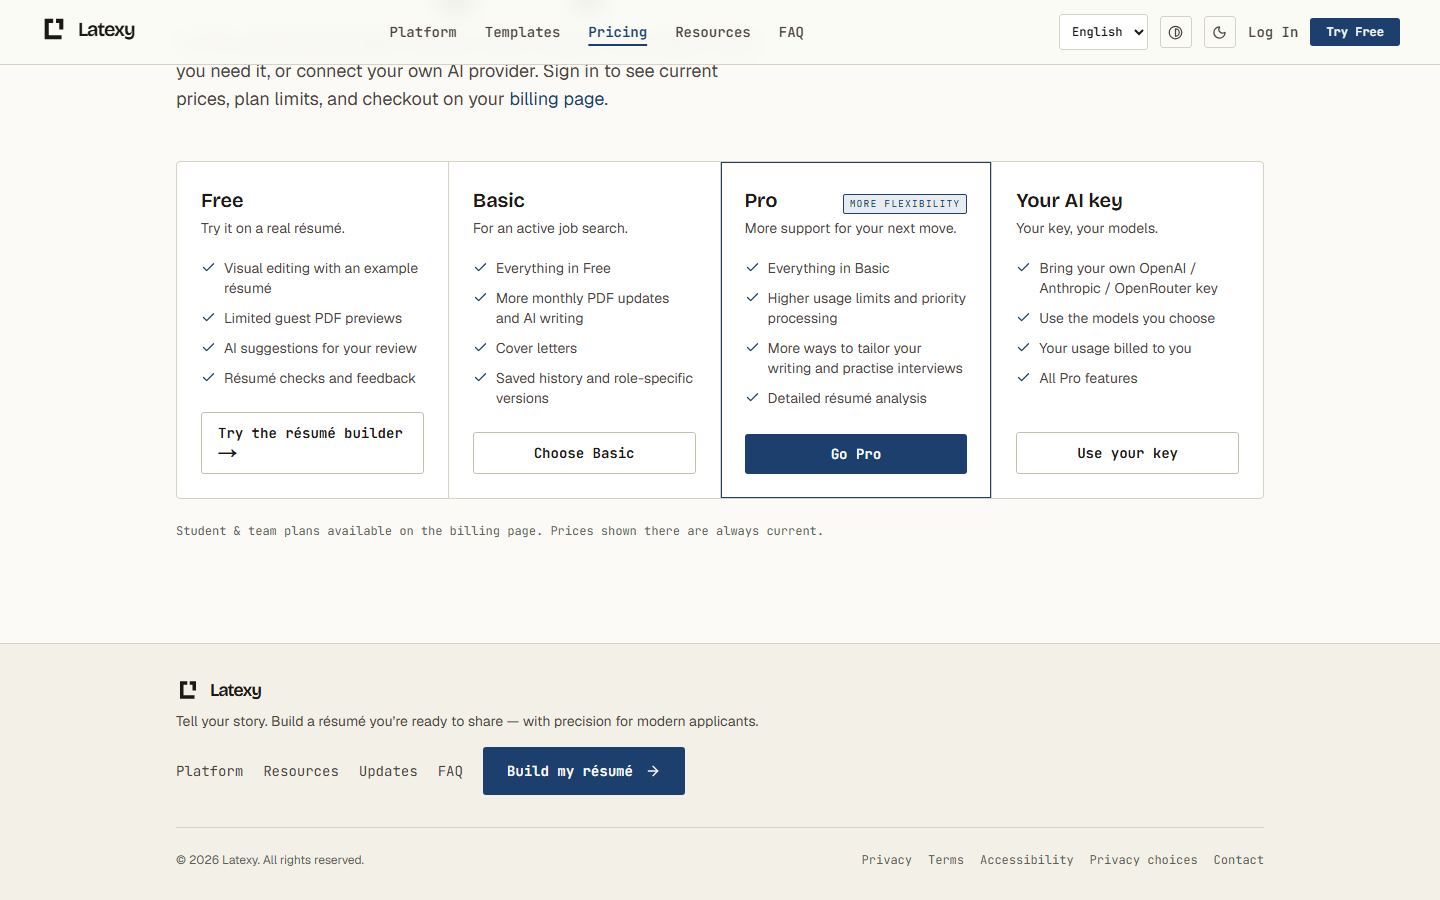 Latexy
Platform
Templates
Pricing
Resources
FAQ
English
Log In
Try Free
you need it, or connect your own AI provider. Sign in to see current
prices, plan limits, and checkout on your billing page.
Free
Try it on a real résumé.
Visual editing with an example
résumé
Limited guest PDF previews
AI suggestions for your review
Résumé checks and feedback
Try the résumé builder
→
Basic
For an active job search.
Everything in Free
More monthly PDF updates
and AI writing
Cover letters
Saved history and role-specific
versions
Choose Basic
Pro
MORE FLEXIBILITY
More support for your next move.
Everything in Basic
Higher usage limits and priority
processing
More ways to tailor your
writing and practise interviews
Detailed résumé analysis
Go Pro
Your AI key
Your key, your models.
Bring your own OpenAI /
Anthropic / OpenRouter key
Use the models you choose
Your usage billed to you
All Pro features
Use your key
Student & team plans available on the billing page. Prices shown there are always current.
Latexy
Tell your story. Build a résumé you're ready to share — with precision for modern applicants.
Platform
Resources
Updates
FAQ
Build my résumé →
© 2026 Latexy. All rights reserved.
Privacy
Terms
Accessibility
Privacy choices
Contact